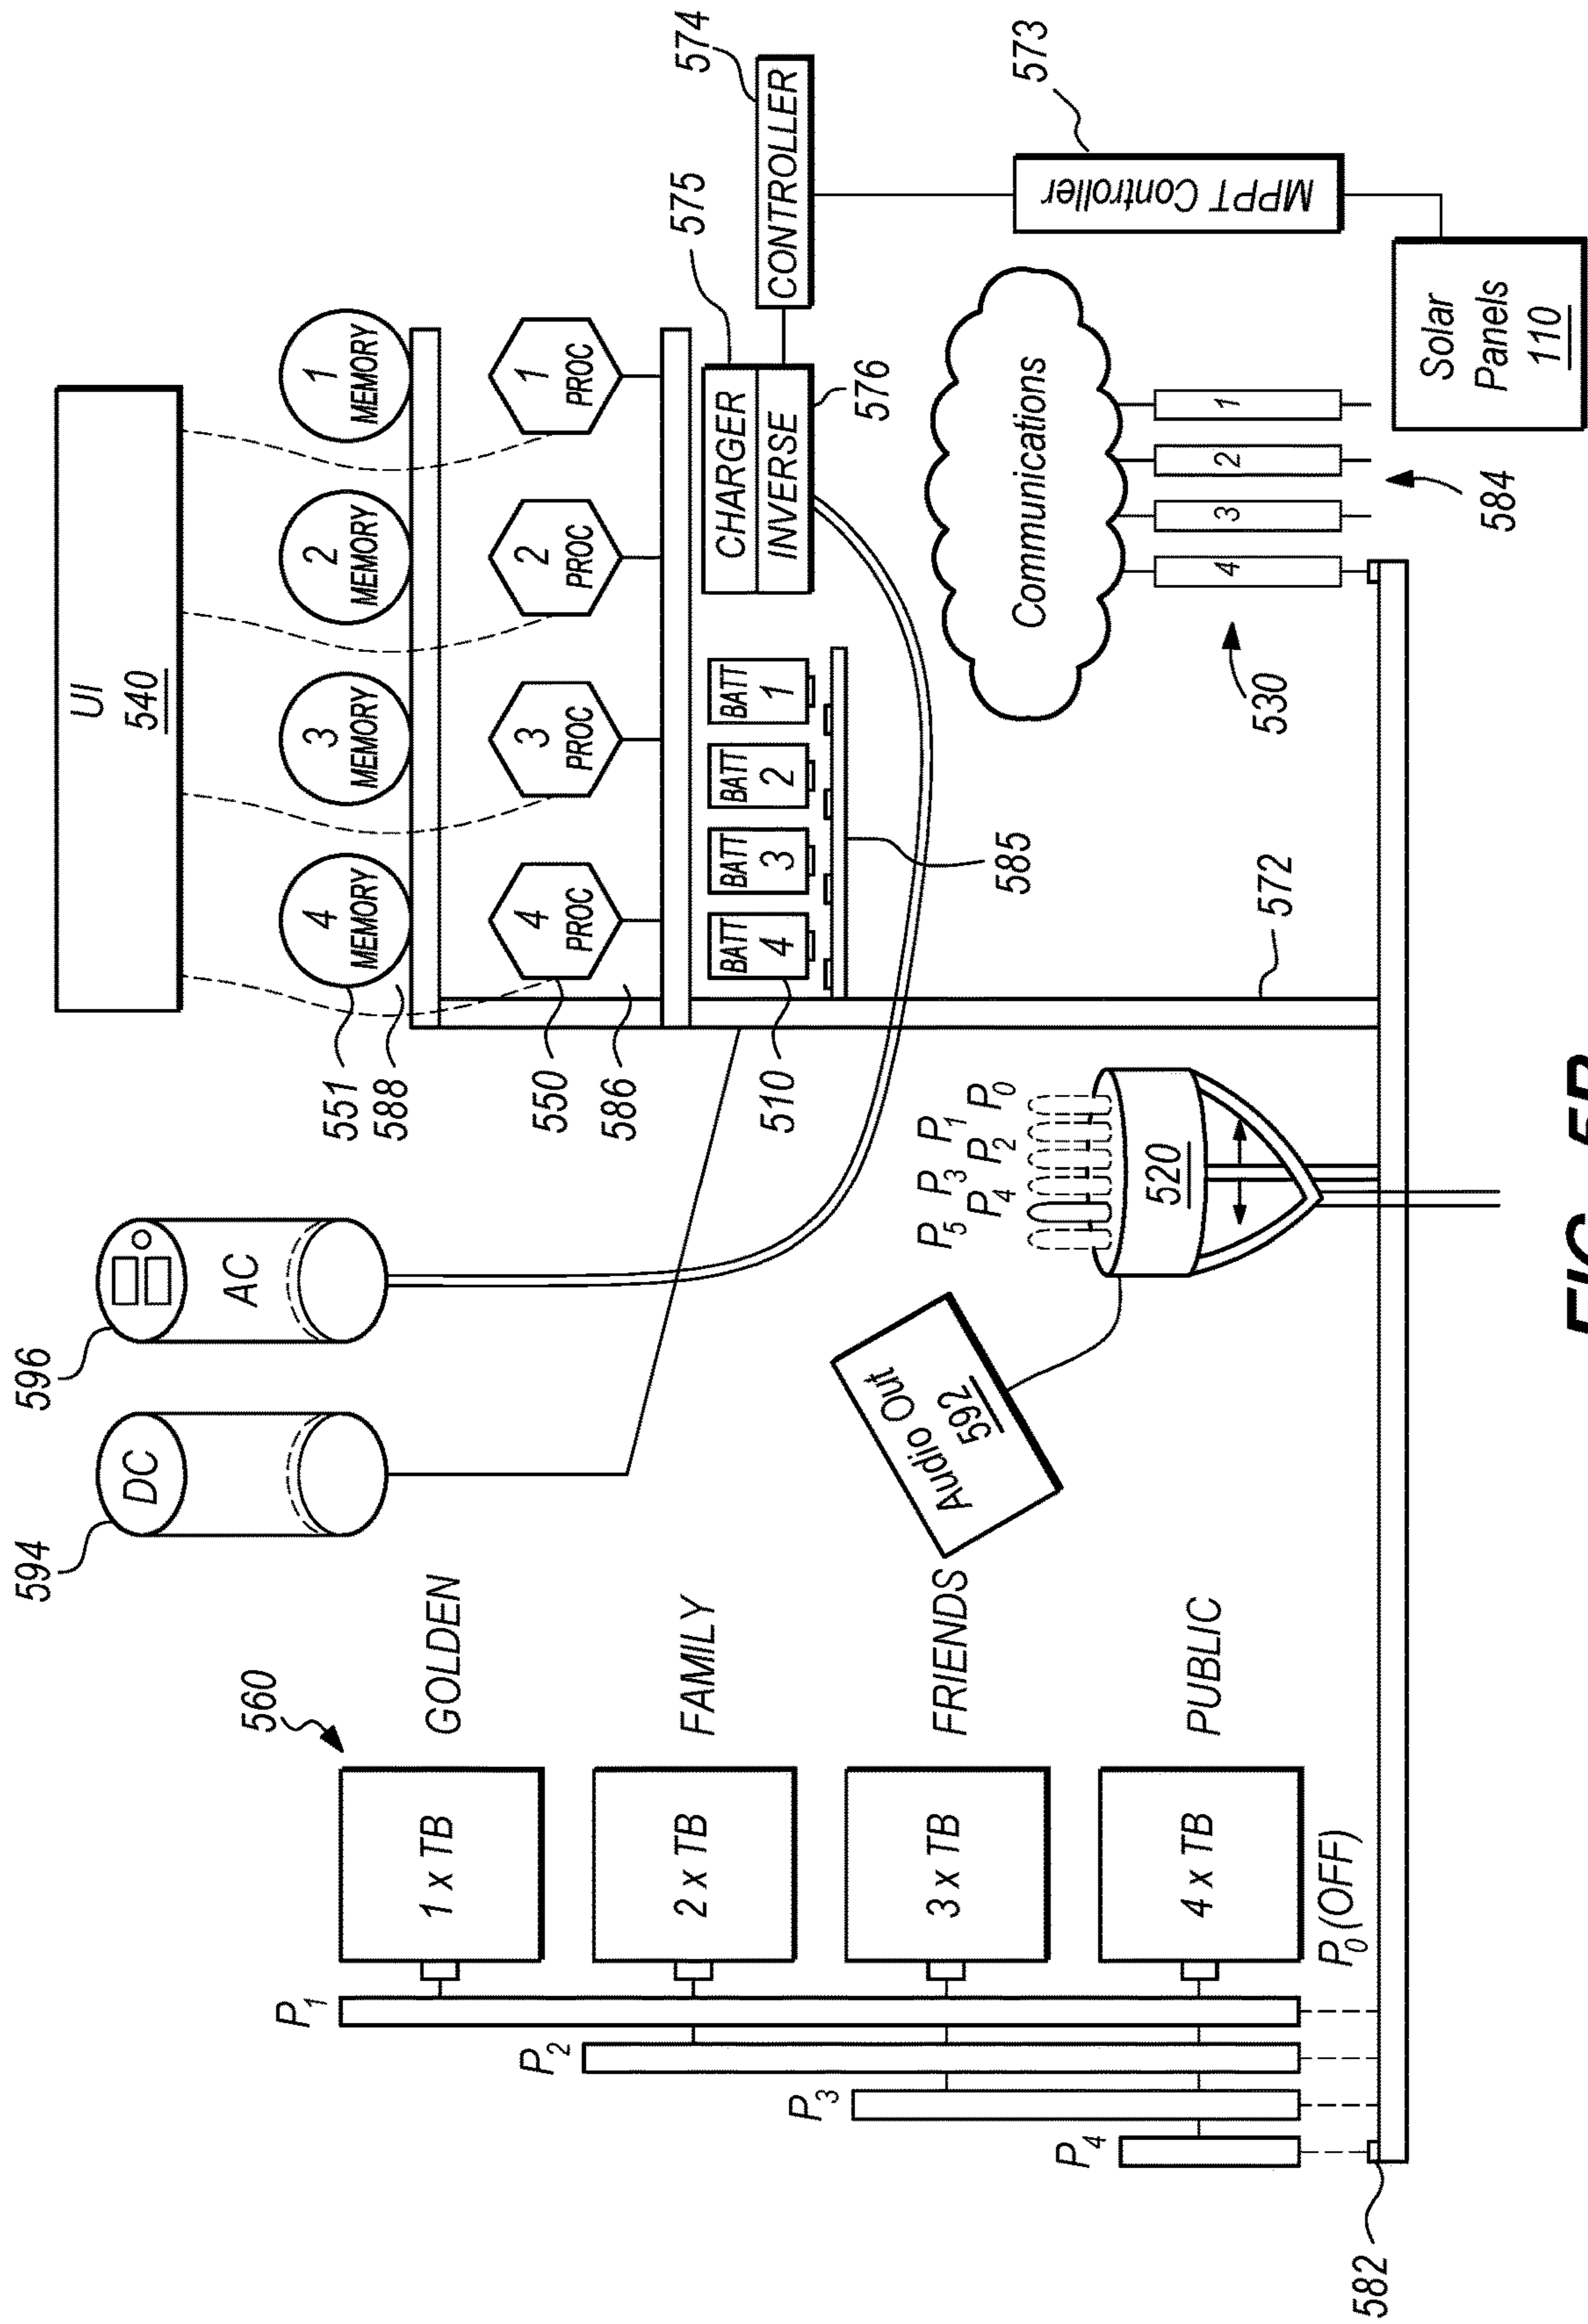 594
596
DC
AC
UI
540
560
551
588
4
MEMORY
3
MEMORY
2
MEMORY
1
MEMORY
P1
1 x TB
GOLDEN
550
586
4
PROC
3
PROC
2
PROC
1
PROC
P2
2 x TB
FAMILY
510
BATT
4
BATT
3
BATT
2
BATT
1
CHARGER
INVERSE
575
576
CONTROLLER
574
585
P3
3 x TB
FRIENDS
Audio Out
592
P5 P3 P1
P4 P2 P0
520
Communications
MPPT Controller
573
P4
4 x TB
PUBLIC
572
530
4
3
2
1
584
582
P0 (OFF)
Solar
Panels
110